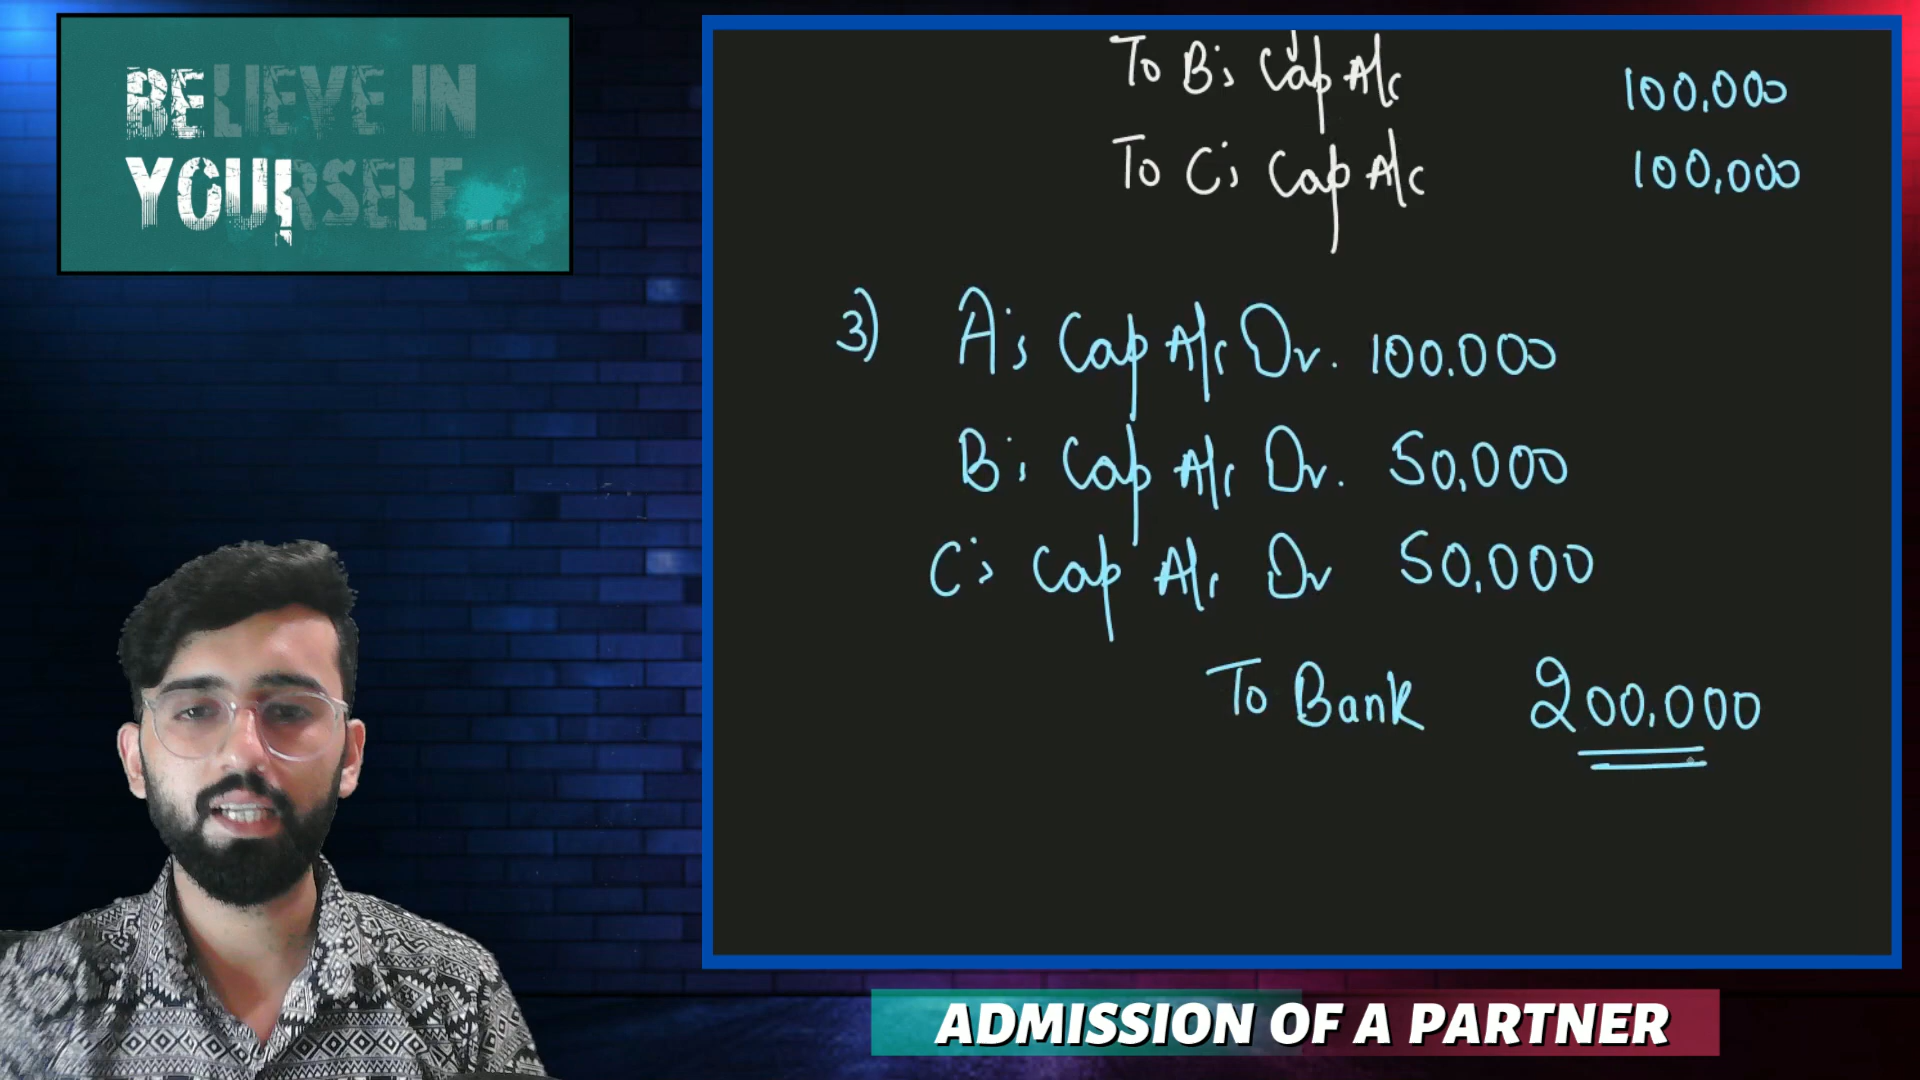 BELIEVE IN
YOURSELF...
To B's Cap A/c 100,000
To C's Cap A/c 100,000
3) A's Cap A/c Dr. 100.000
B's Cap A/c Dr. 50,000
C's Cap A/c Dr 50,000
To Bank 200,000
ADMISSION OF A PARTNER